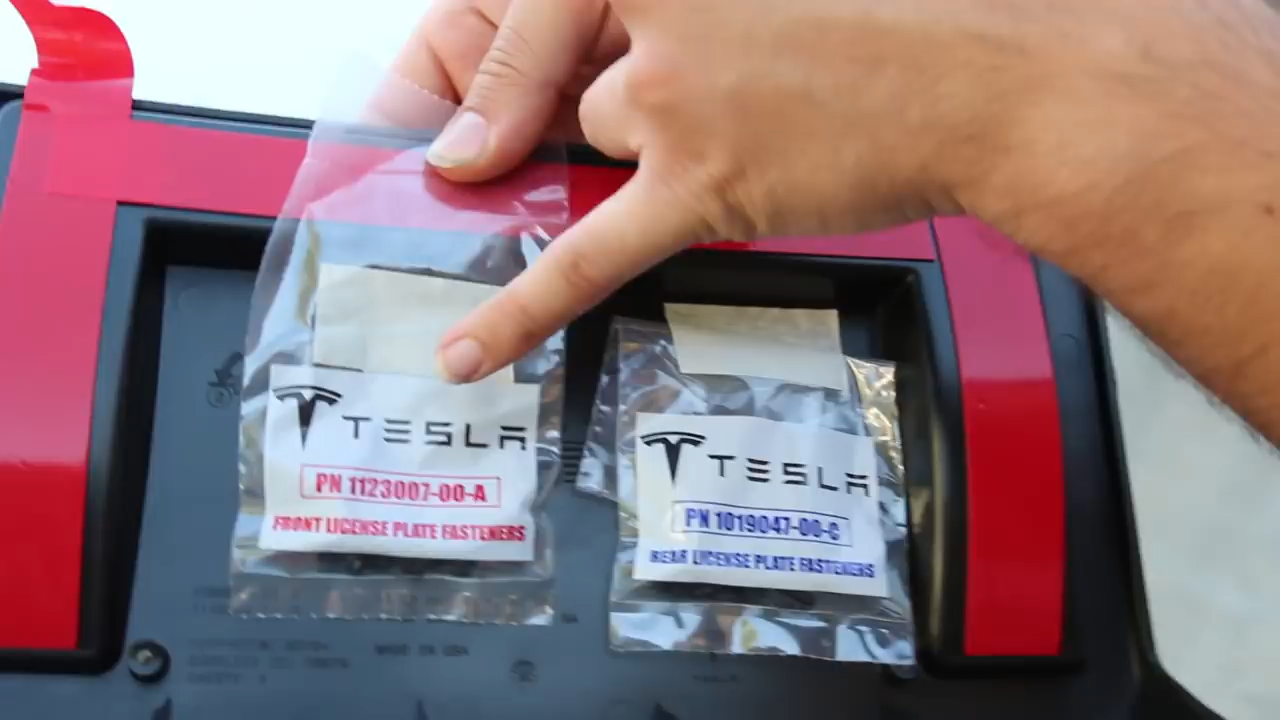 TESLA
PN 1123007-00-A
FRONT LICENSE PLATE FASTENERS
TESLA
PN 1019047-00-C
REAR LICENSE PLATE FASTENERS
MADE IN USA